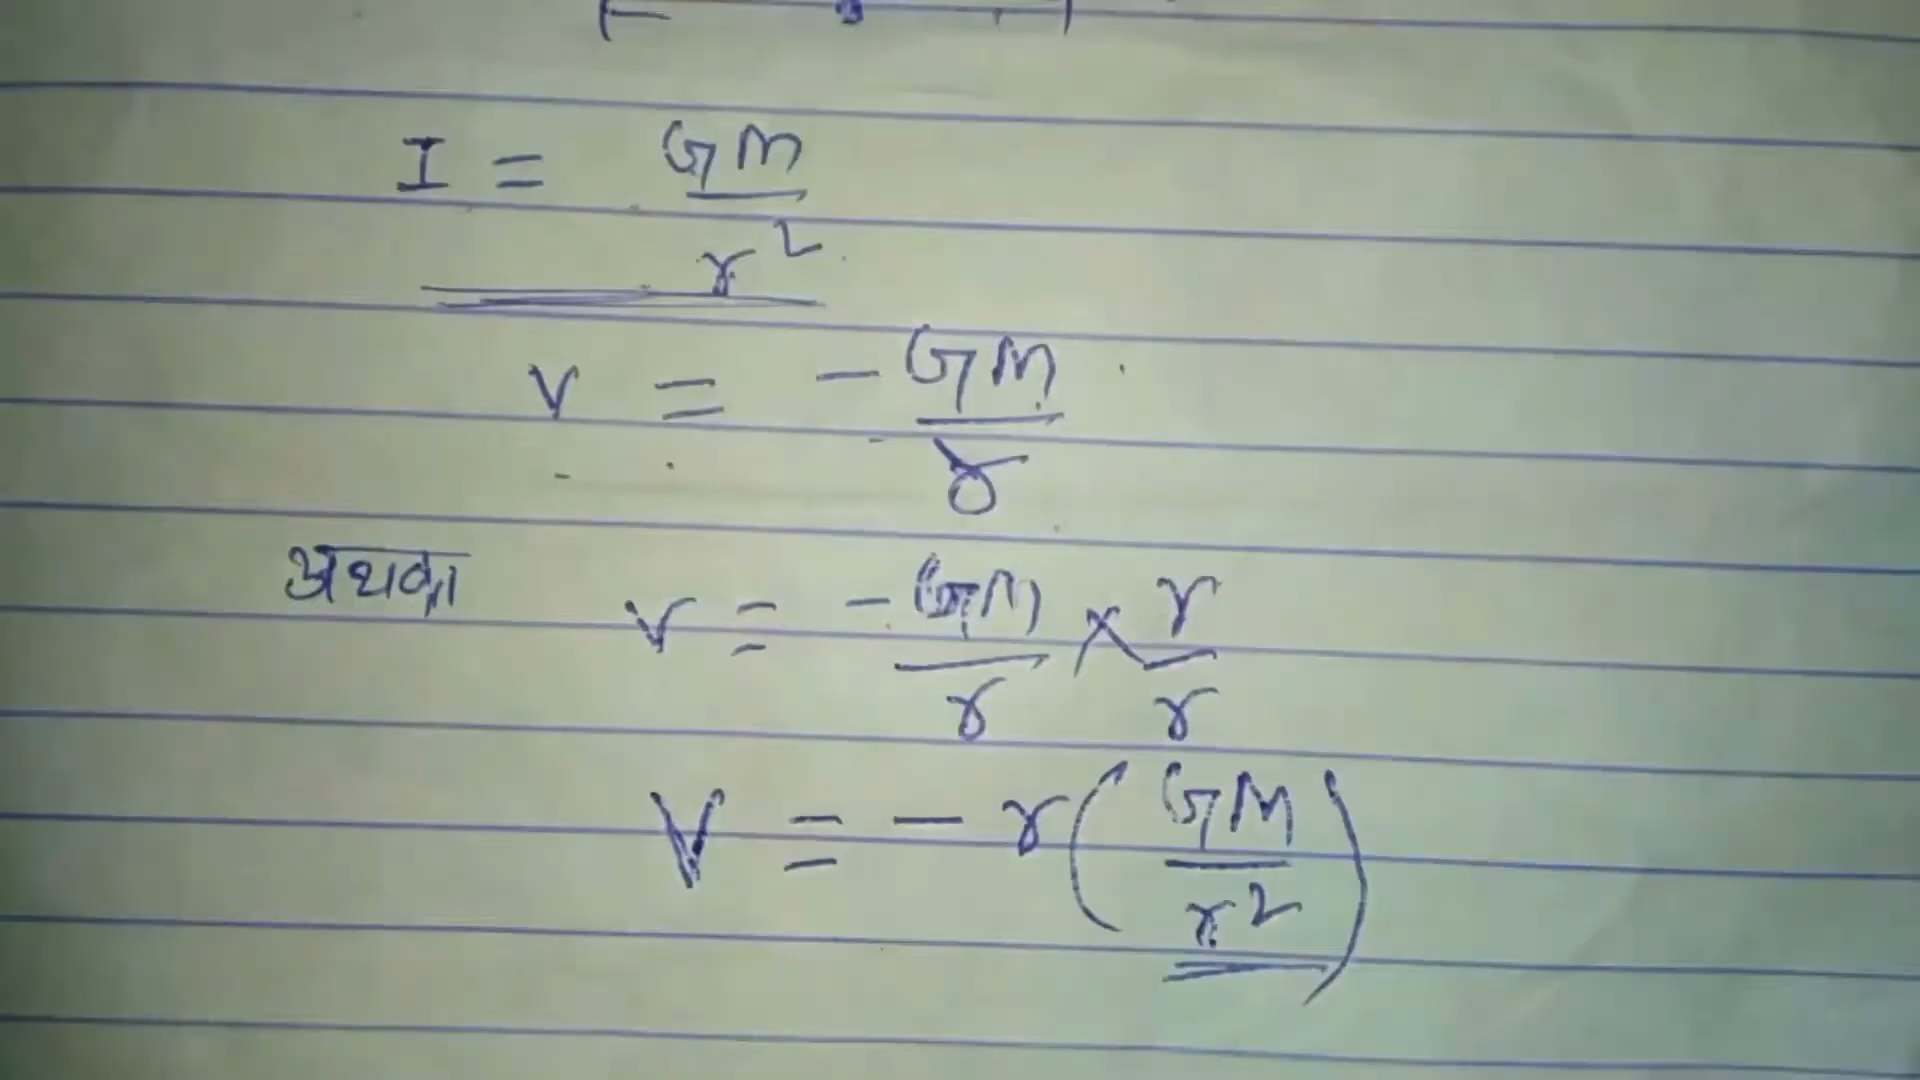 I = GM / r²
V = - GM / r
अथवा V = - GM / r × r / r
V = - r ( GM / r² )